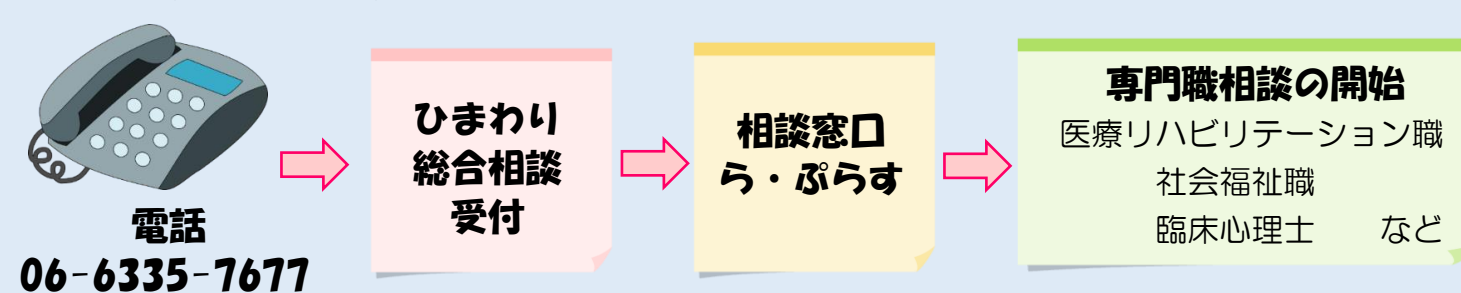 電話
06-6335-7677
ひまわり
総合相談
受付
相談窓口
ら・ぷらす
専門職相談の開始
医療リハビリテーション職
社会福祉職
臨床心理士　　など